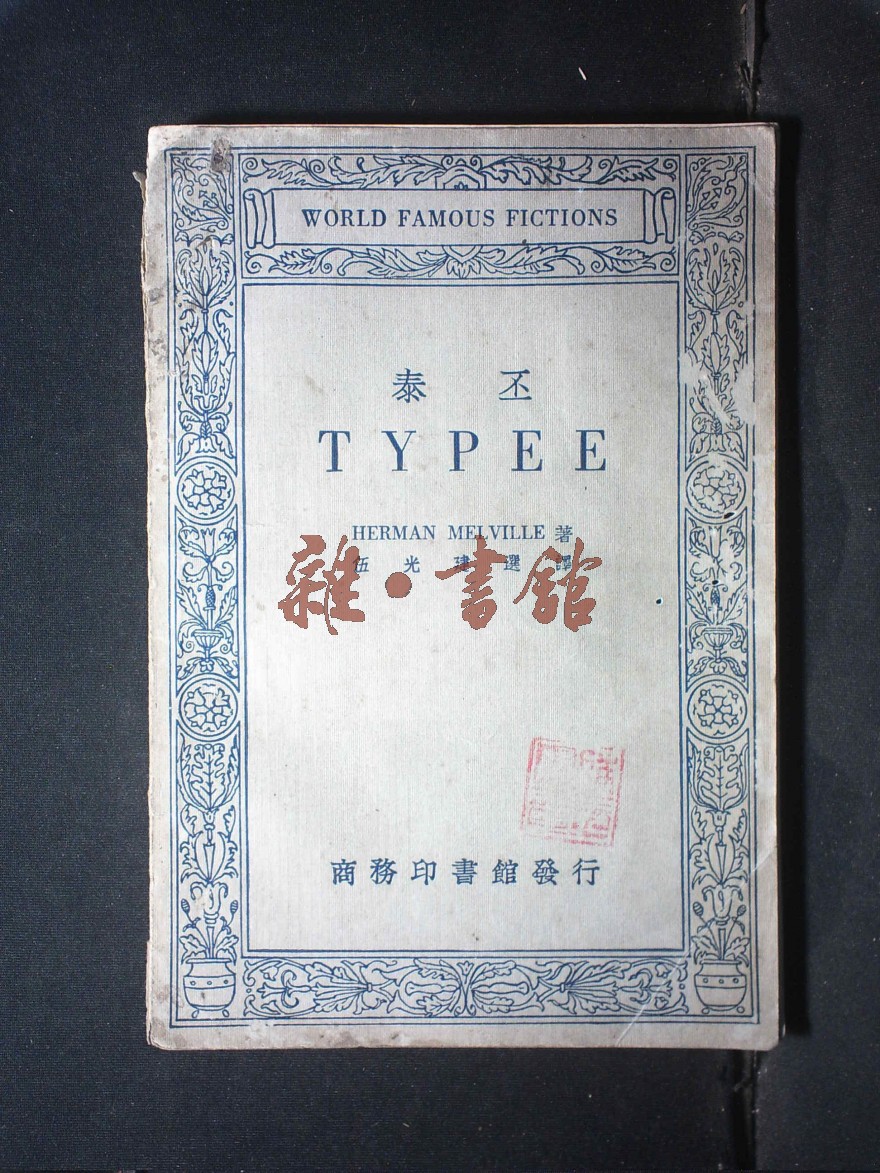 WORLD FAMOUS FICTIONS
泰丕
TYPEE
HERMAN MELVILLE 著
伍光建選譯
雜·書館
商務印書館發行